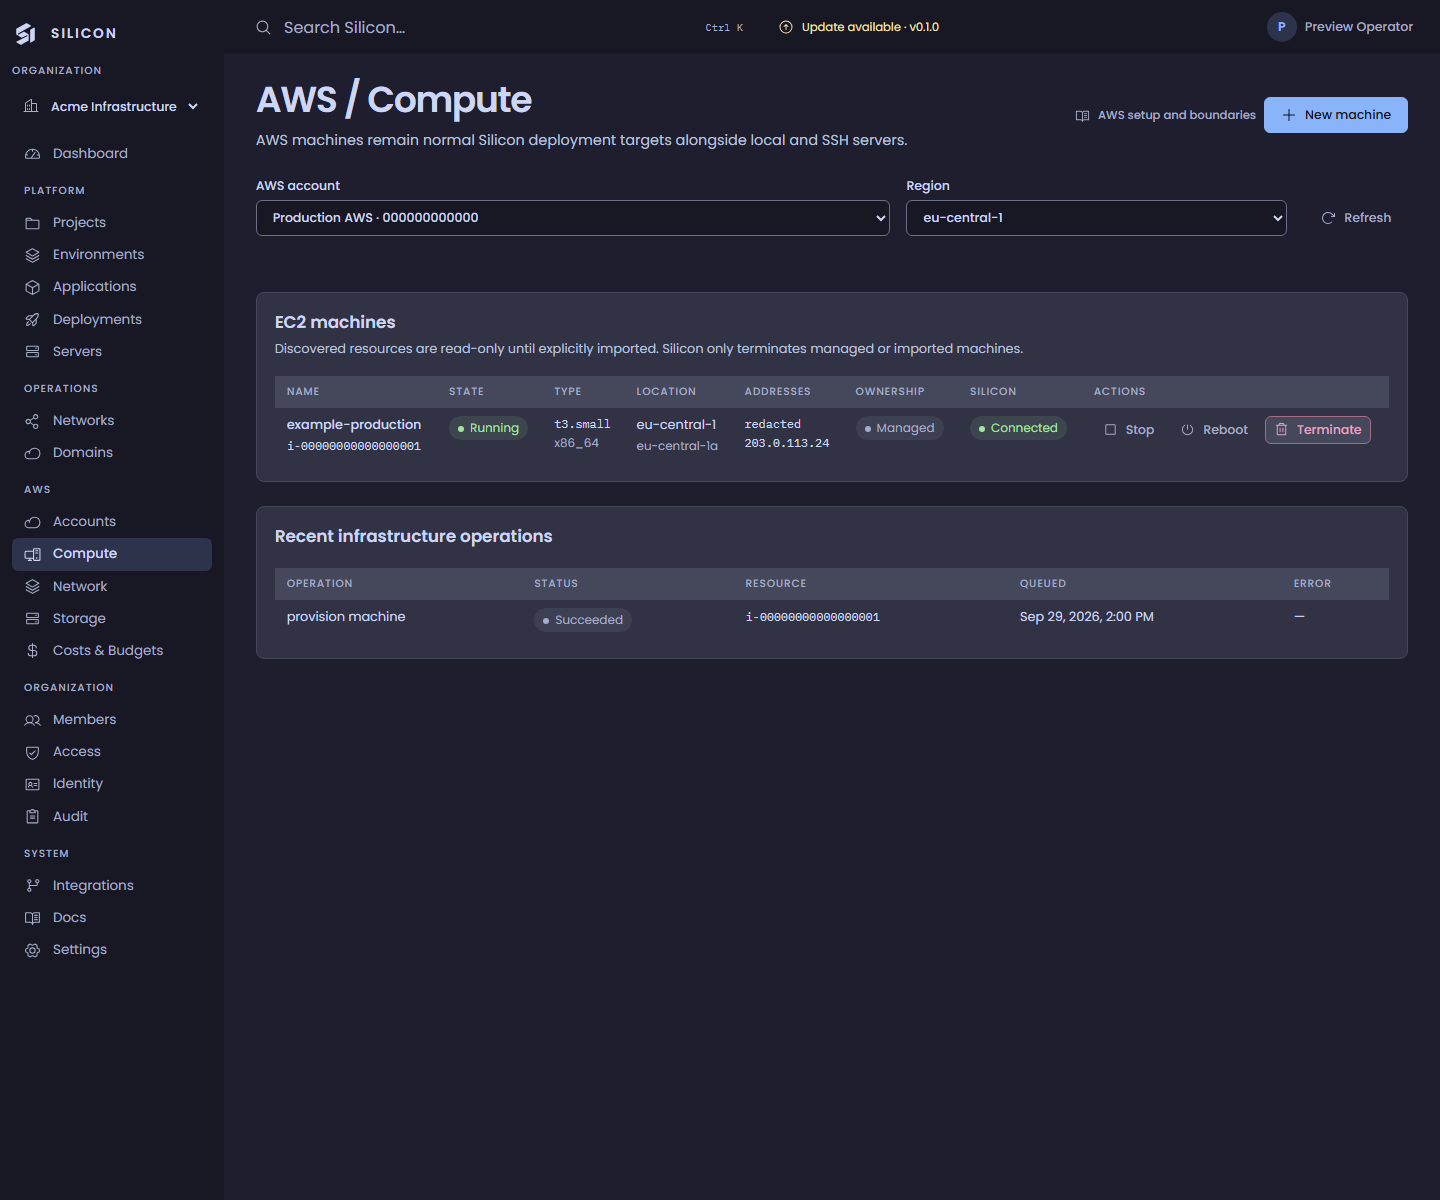 SILICON
Search Silicon...
Ctrl K
Update available · v0.1.0
P
Preview Operator
ORGANIZATION
Acme Infrastructure
Dashboard
PLATFORM
Projects
Environments
Applications
Deployments
Servers
OPERATIONS
Networks
Domains
AWS
Accounts
Compute
Network
Storage
Costs & Budgets
ORGANIZATION
Members
Access
Identity
Audit
SYSTEM
Integrations
Docs
Settings
AWS / Compute
AWS machines remain normal Silicon deployment targets alongside local and SSH servers.
AWS setup and boundaries
New machine
AWS account
Production AWS · 000000000000
Region
eu-central-1
Refresh
EC2 machines
Discovered resources are read-only until explicitly imported. Silicon only terminates managed or imported machines.
NAME STATE TYPE LOCATION ADDRESSES OWNERSHIP SILICON ACTIONS
example-production Running t3.small eu-central-1 redacted Managed Connected Stop Reboot Terminate
i-00000000000000001 x86_64 eu-central-1a 203.0.113.24
Recent infrastructure operations
OPERATION STATUS RESOURCE QUEUED ERROR
provision machine Succeeded i-00000000000000001 Sep 29, 2026, 2:00 PM —